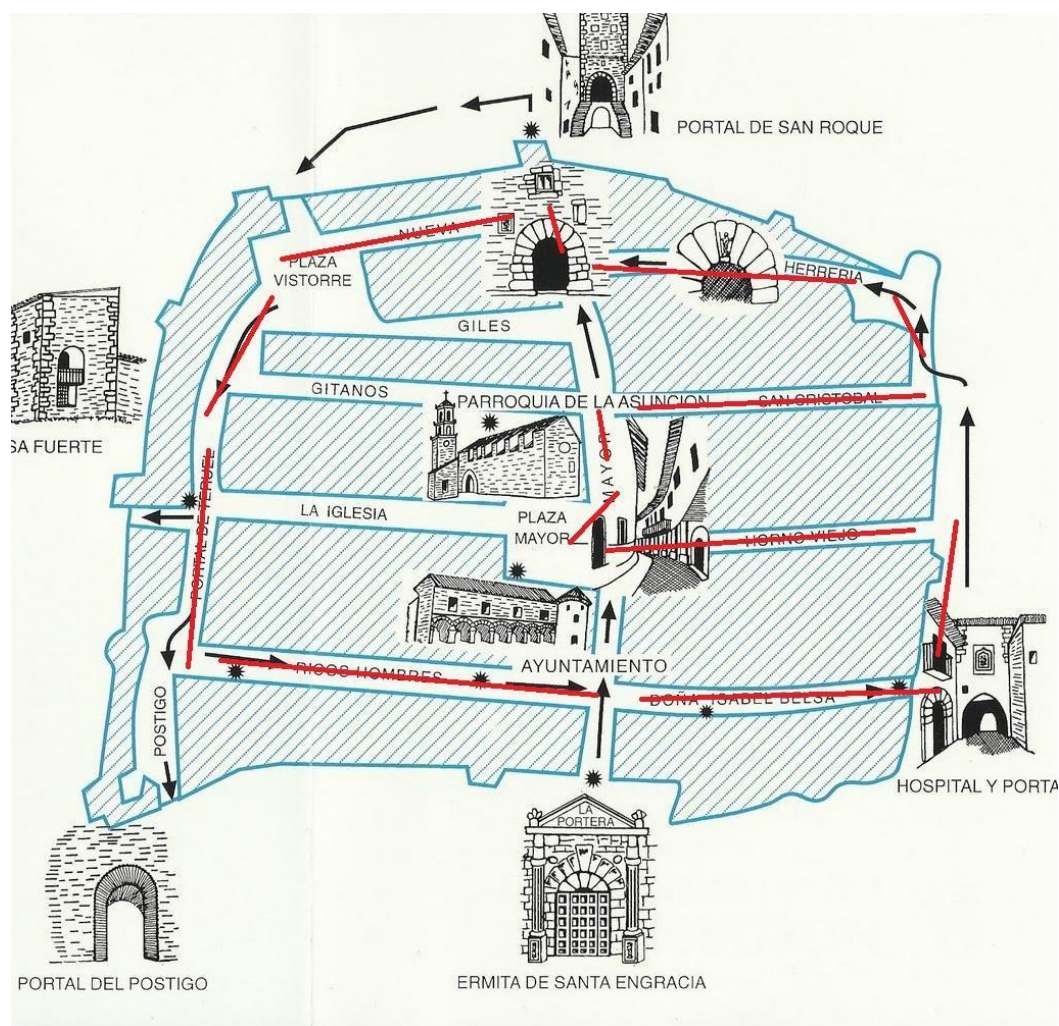 PORTAL DE SAN ROQUE
NUEVA
PLAZA
VISTORRE
HERRERIA
GILES
GITANOS
PARROQUIA DE LA ASUNCION
SAN CRISTOBAL
SA FUERTE
MAYOR
PORTAL DE TERUEL
LA IGLESIA
PLAZA
MAYOR
HORNO VIEJO
AYUNTAMIENTO
RICOS HOMBRES
DOÑA ISABEL BELSA
POSTIGO
HOSPITAL Y PORTA
LA
PORTERA
PORTAL DEL POSTIGO
ERMITA DE SANTA ENGRACIA